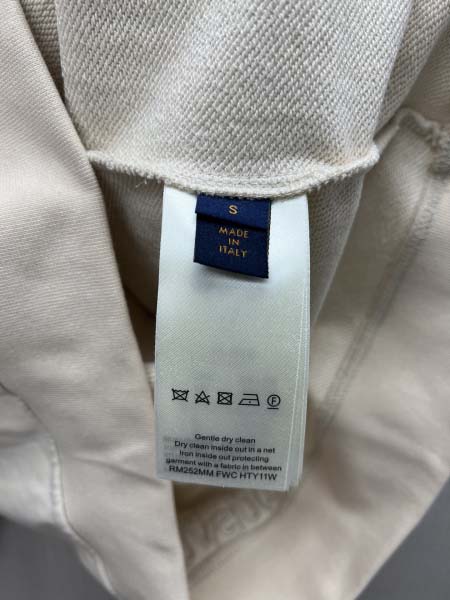 S
MADE
IN
ITALY
F
Gentle dry clean
Dry clean inside out in a net
Iron inside out protecting
garment with a fabric in between
RM252MM FWC HTY11W